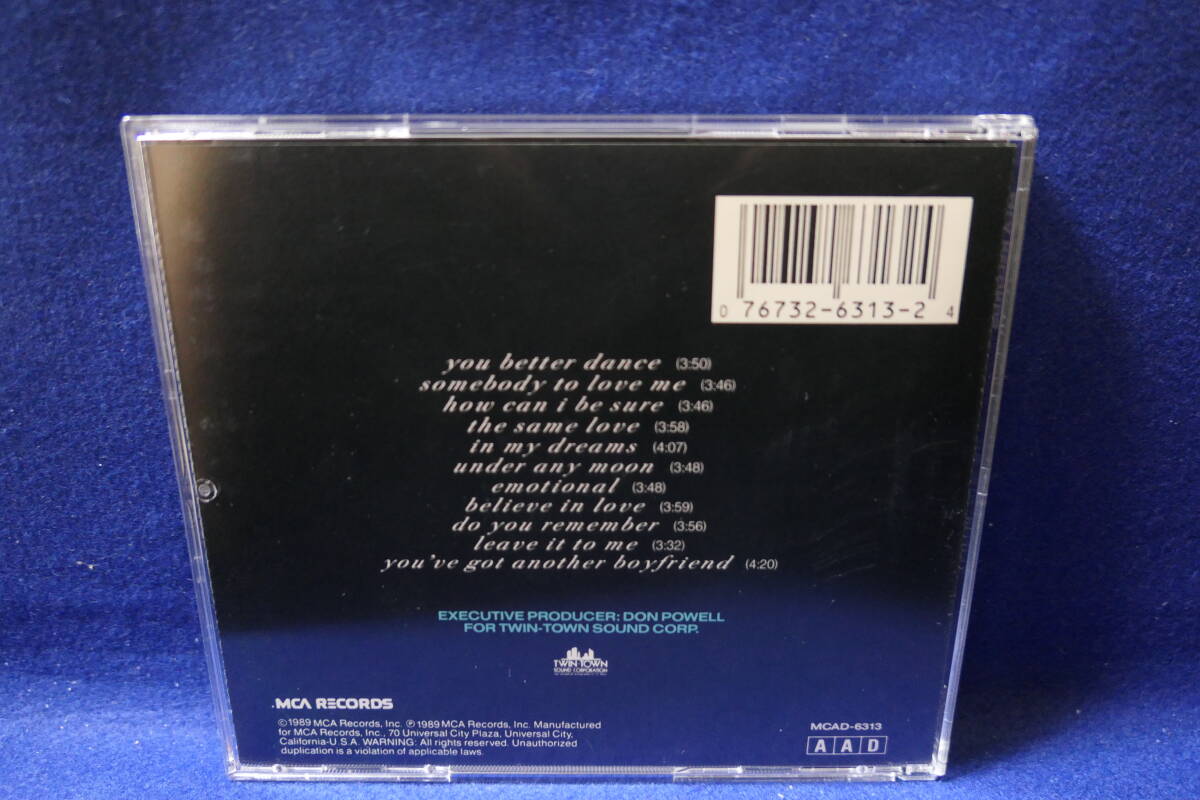 0 76732-6313-2 4
you better dance (3:50)
somebody to love me (3:46)
how can i be sure (3:46)
the same love (3:58)
in my dreams (4:07)
under any moon (3:48)
emotional (3:48)
believe in love (3:59)
do you remember (3:56)
leave it to me (3:32)
you've got another boyfriend (4:20)
EXECUTIVE PRODUCER: DON POWELL
FOR TWIN-TOWN SOUND CORP.
TWIN TOWN
SOUND CORPORATION
MCA RECORDS
©1989 MCA Records, Inc. ℗ 1989 MCA Records, Inc. Manufactured
for MCA Records, Inc., 70 Universal City Plaza, Universal City,
California-U.S.A. WARNING: All rights reserved. Unauthorized
duplication is a violation of applicable laws.
MCAD-6313
A A D